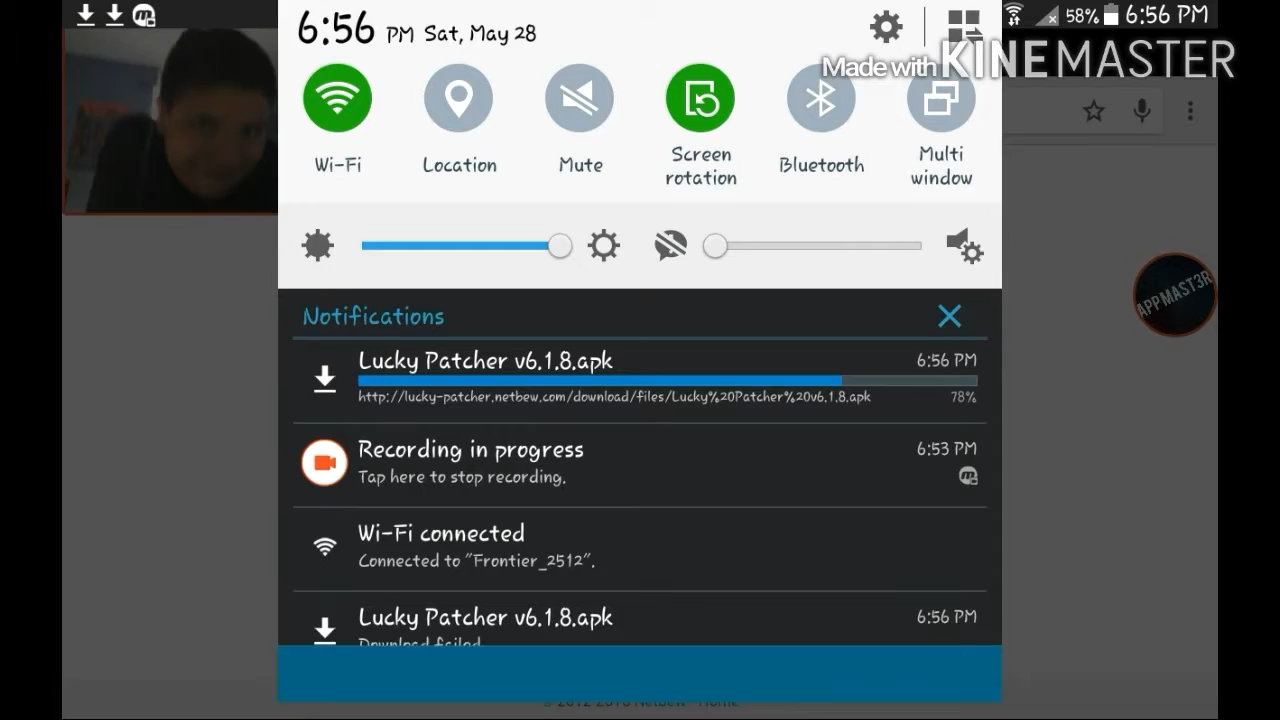 58% 6:56 PM
6:56 PM Sat, May 28
Made with KINEMASTER
Wi-Fi
Location
Mute
Screen rotation
Bluetooth
Multi window
APPMAST3R
Notifications
Lucky Patcher v6.1.8.apk 6:56 PM
http://lucky-patcher.netbew.com/download/files/Lucky%20Patcher%20v6.1.8.apk 78%
Recording in progress 6:53 PM
Tap here to stop recording.
Wi-Fi connected
Connected to "Frontier_2512".
Lucky Patcher v6.1.8.apk 6:56 PM
Download failed